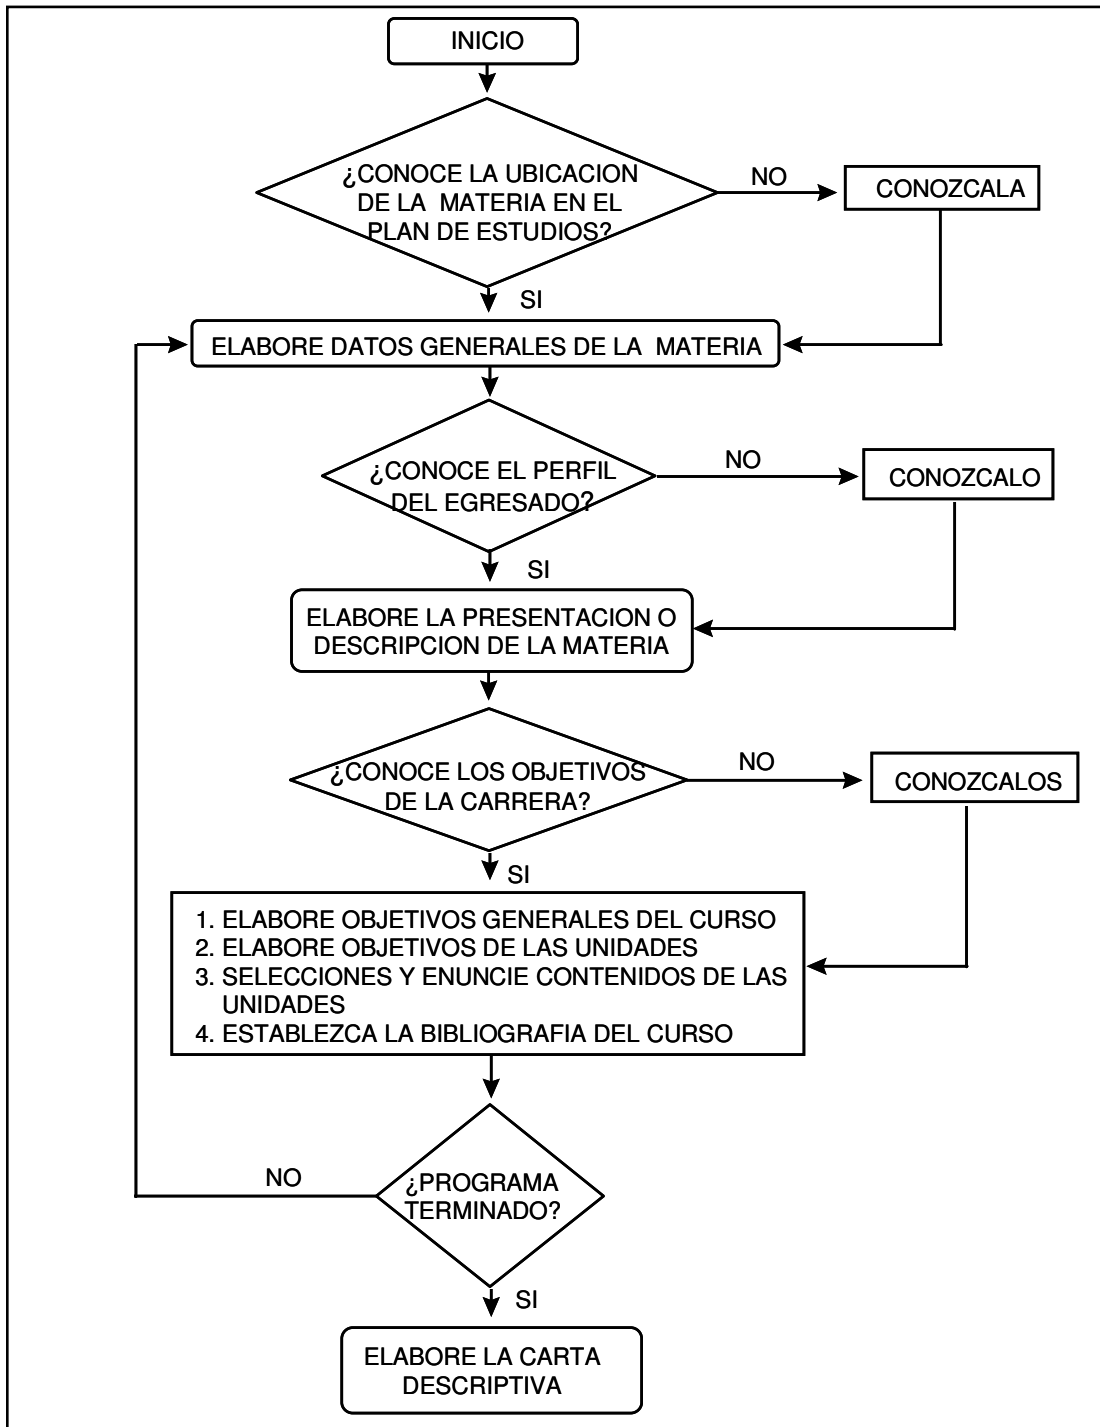 INICIO
¿CONOCE LA UBICACION
DE LA MATERIA EN EL
PLAN DE ESTUDIOS?
NO
CONOZCALA
SI
ELABORE DATOS GENERALES DE LA MATERIA
¿CONOCE EL PERFIL
DEL EGRESADO?
NO
CONOZCALO
SI
ELABORE LA PRESENTACION O
DESCRIPCION DE LA MATERIA
¿CONOCE LOS OBJETIVOS
DE LA CARRERA?
NO
CONOZCALOS
SI
1. ELABORE OBJETIVOS GENERALES DEL CURSO
2. ELABORE OBJETIVOS DE LAS UNIDADES
3. SELECCIONES Y ENUNCIE CONTENIDOS DE LAS
UNIDADES
4. ESTABLEZCA LA BIBLIOGRAFIA DEL CURSO
NO
¿PROGRAMA
TERMINADO?
SI
ELABORE LA CARTA
DESCRIPTIVA